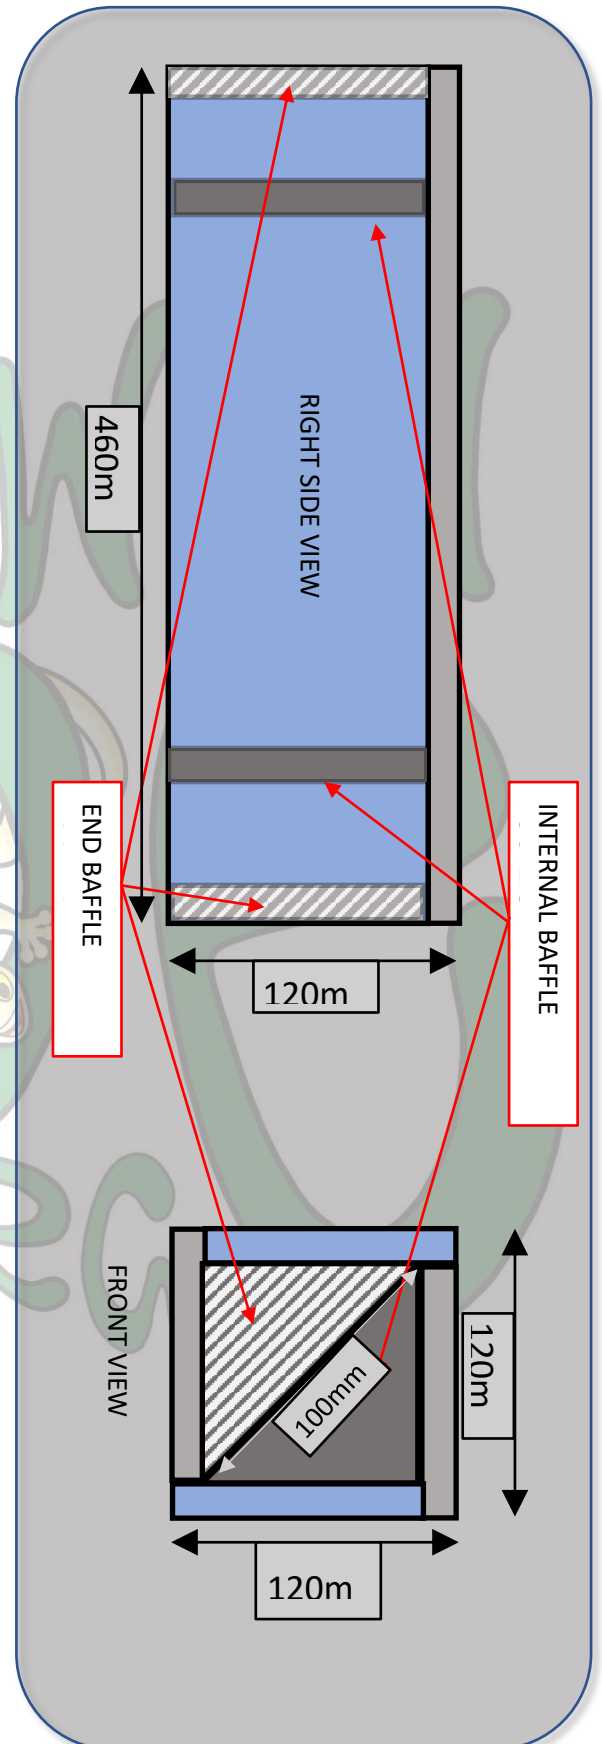 460m
RIGHT SIDE VIEW
END BAFFLE
INTERNAL BAFFLE
120m
FRONT VIEW
100mm
120m
120m